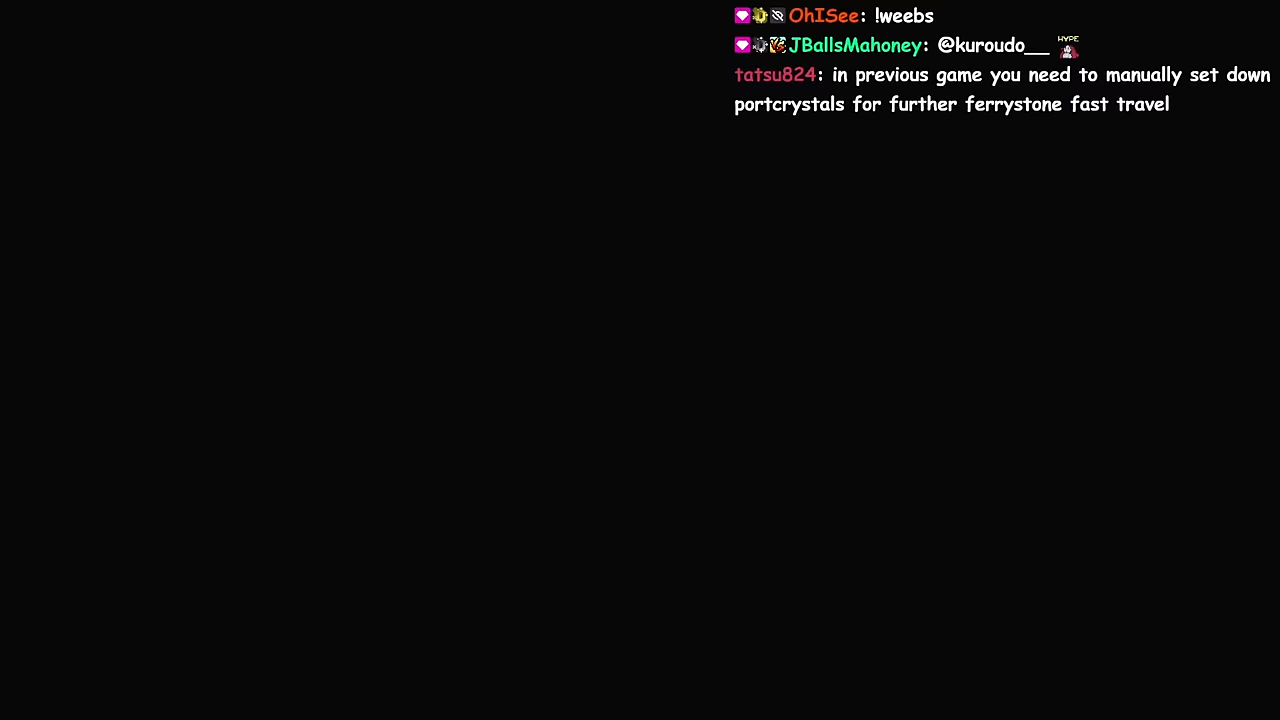 OhISee: !weebs
JBallsMahoney: @kuroudo__ HYPE
tatsu824: in previous game you need to manually set down
portcrystals for further ferrystone fast travel